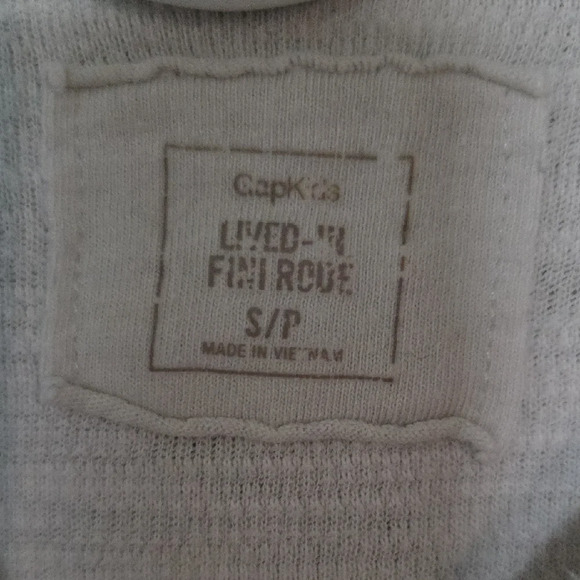 GapKids
LIVED-IN
FINI RODE
S/P
MADE IN VIETNAM